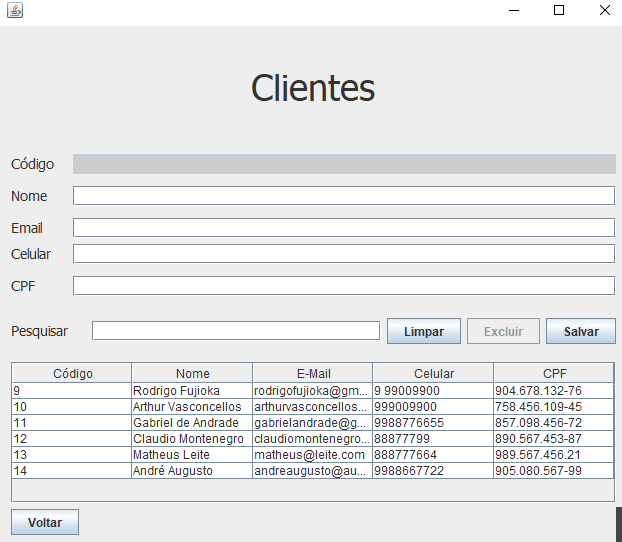 Clientes
Código
Nome
Email
Celular
CPF
Pesquisar Limpar Excluir Salvar
Código Nome E-Mail Celular CPF
9 Rodrigo Fujioka rodrigofujioka@gm... 9 99009900 904.678.132-76
10 Arthur Vasconcellos arthurvasconcellos... 999009900 758.456.109-45
11 Gabriel de Andrade gabrielandrade@g... 9988776655 857.098.456-72
12 Claudio Montenegro claudiomontenegro... 88877799 890.567.453-87
13 Matheus Leite matheus@leite.com 888777664 989.567.456.21
14 André Augusto andreaugusto@au... 9988667722 905.080.567-99
Voltar